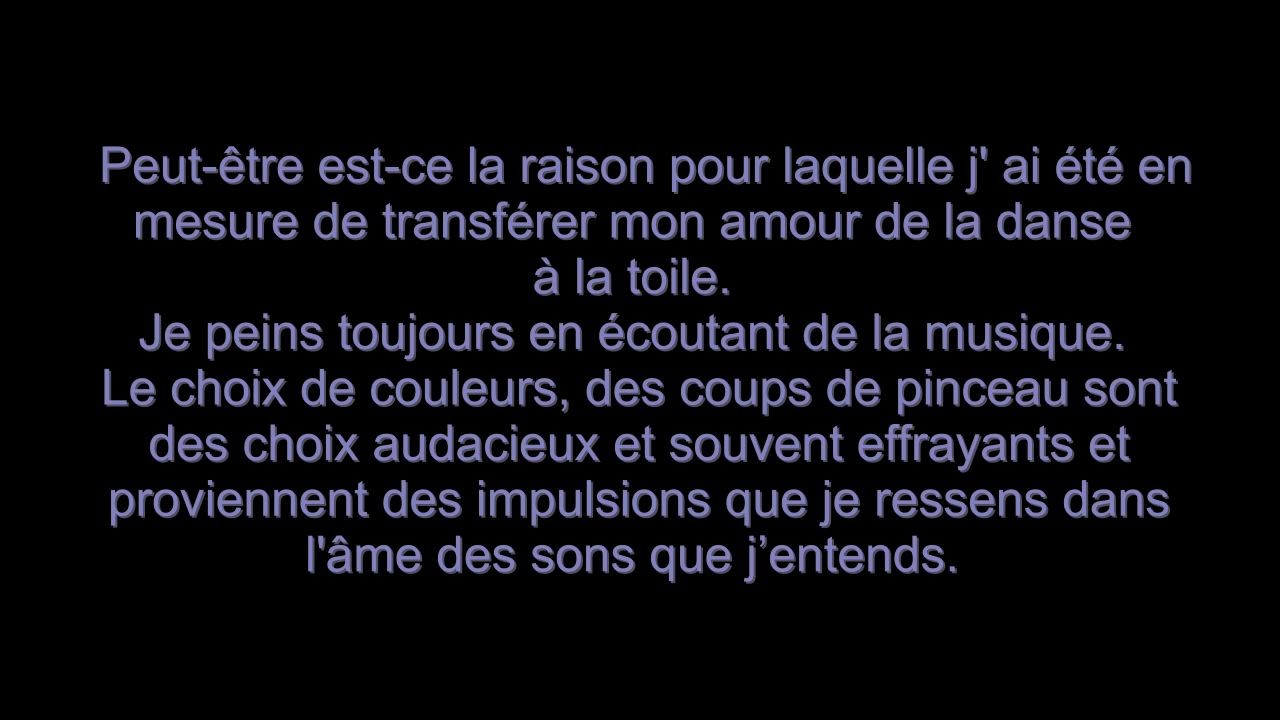 Peut-être est-ce la raison pour laquelle j' ai été en
mesure de transférer mon amour de la danse
à la toile.
Je peins toujours en écoutant de la musique.
Le choix de couleurs, des coups de pinceau sont
des choix audacieux et souvent effrayants et
proviennent des impulsions que je ressens dans
l'âme des sons que j’entends.